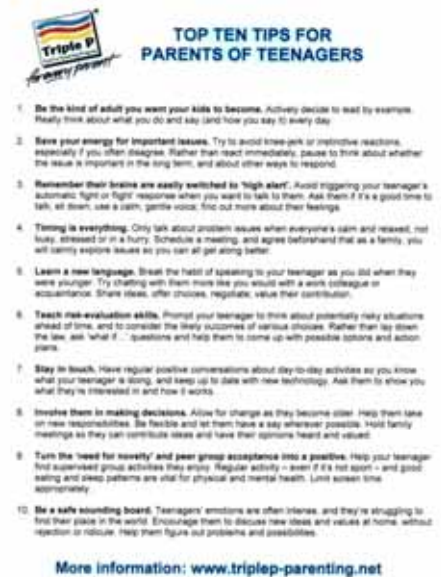 Triple P
for every parent
TOP TEN TIPS FOR
PARENTS OF TEENAGERS
1. Be the kind of adult you want your kids to become. Actively decide to lead by example.
Really think about what you do and say (and how you say it) every day.
2. Save your energy for important issues. Try to avoid knee-jerk or instinctive reactions,
especially if you often disagree. Rather than react immediately, pause to think about whether
the issue is important in the long term, and about other ways to respond.
3. Remember their brains are easily switched to 'high alert'. Avoid triggering your teenager's
automatic 'fight or flight' response when you want to talk to them. Ask them if it's a good time to
talk, sit down, use a calm, gentle voice, find out more about their feelings.
4. Timing is everything. Only talk about problem issues when everyone's calm and relaxed, not
busy, stressed or in a hurry. Schedule a meeting, and agree beforehand that as a family, you
will calmly explore issues so you can all get along better.
5. Learn a new language. Break the habit of speaking to your teenager as you did when they
were younger. Try chatting with them more like you would with a work colleague or
acquaintance. Share ideas, offer choices, negotiate, value their contribution.
6. Teach risk-evaluation skills. Prompt your teenager to think about potentially risky situations
ahead of time, and to consider the likely outcomes of various choices. Rather than lay down
the law, ask 'what if...' questions and help them to come up with possible options and action
plans.
7. Stay in touch. Have regular positive conversations about day-to-day activities so you know
what your teenager is doing, and keep up to date with new technology. Ask them to show you
what they're interested in and how it works.
8. Involve them in making decisions. Allow for change as they become older. Help them take
on new responsibilities. Be flexible and let them have a say wherever possible. Hold family
meetings so they can contribute ideas and have their opinions heard and valued.
9. Turn the 'need for novelty' and peer group acceptance into a positive. Help your teenager
find supervised group activities they enjoy. Regular activity – even if it's not sport – and good
eating and sleep patterns are vital for physical and mental health. Limit screen time
appropriately.
10. Be a safe sounding board. Teenagers' emotions are often intense, and they're struggling to
find their place in the world. Encourage them to discuss new ideas and values at home, without
rejection or ridicule. Help them figure out problems and possibilities.
More information: www.triplep-parenting.net